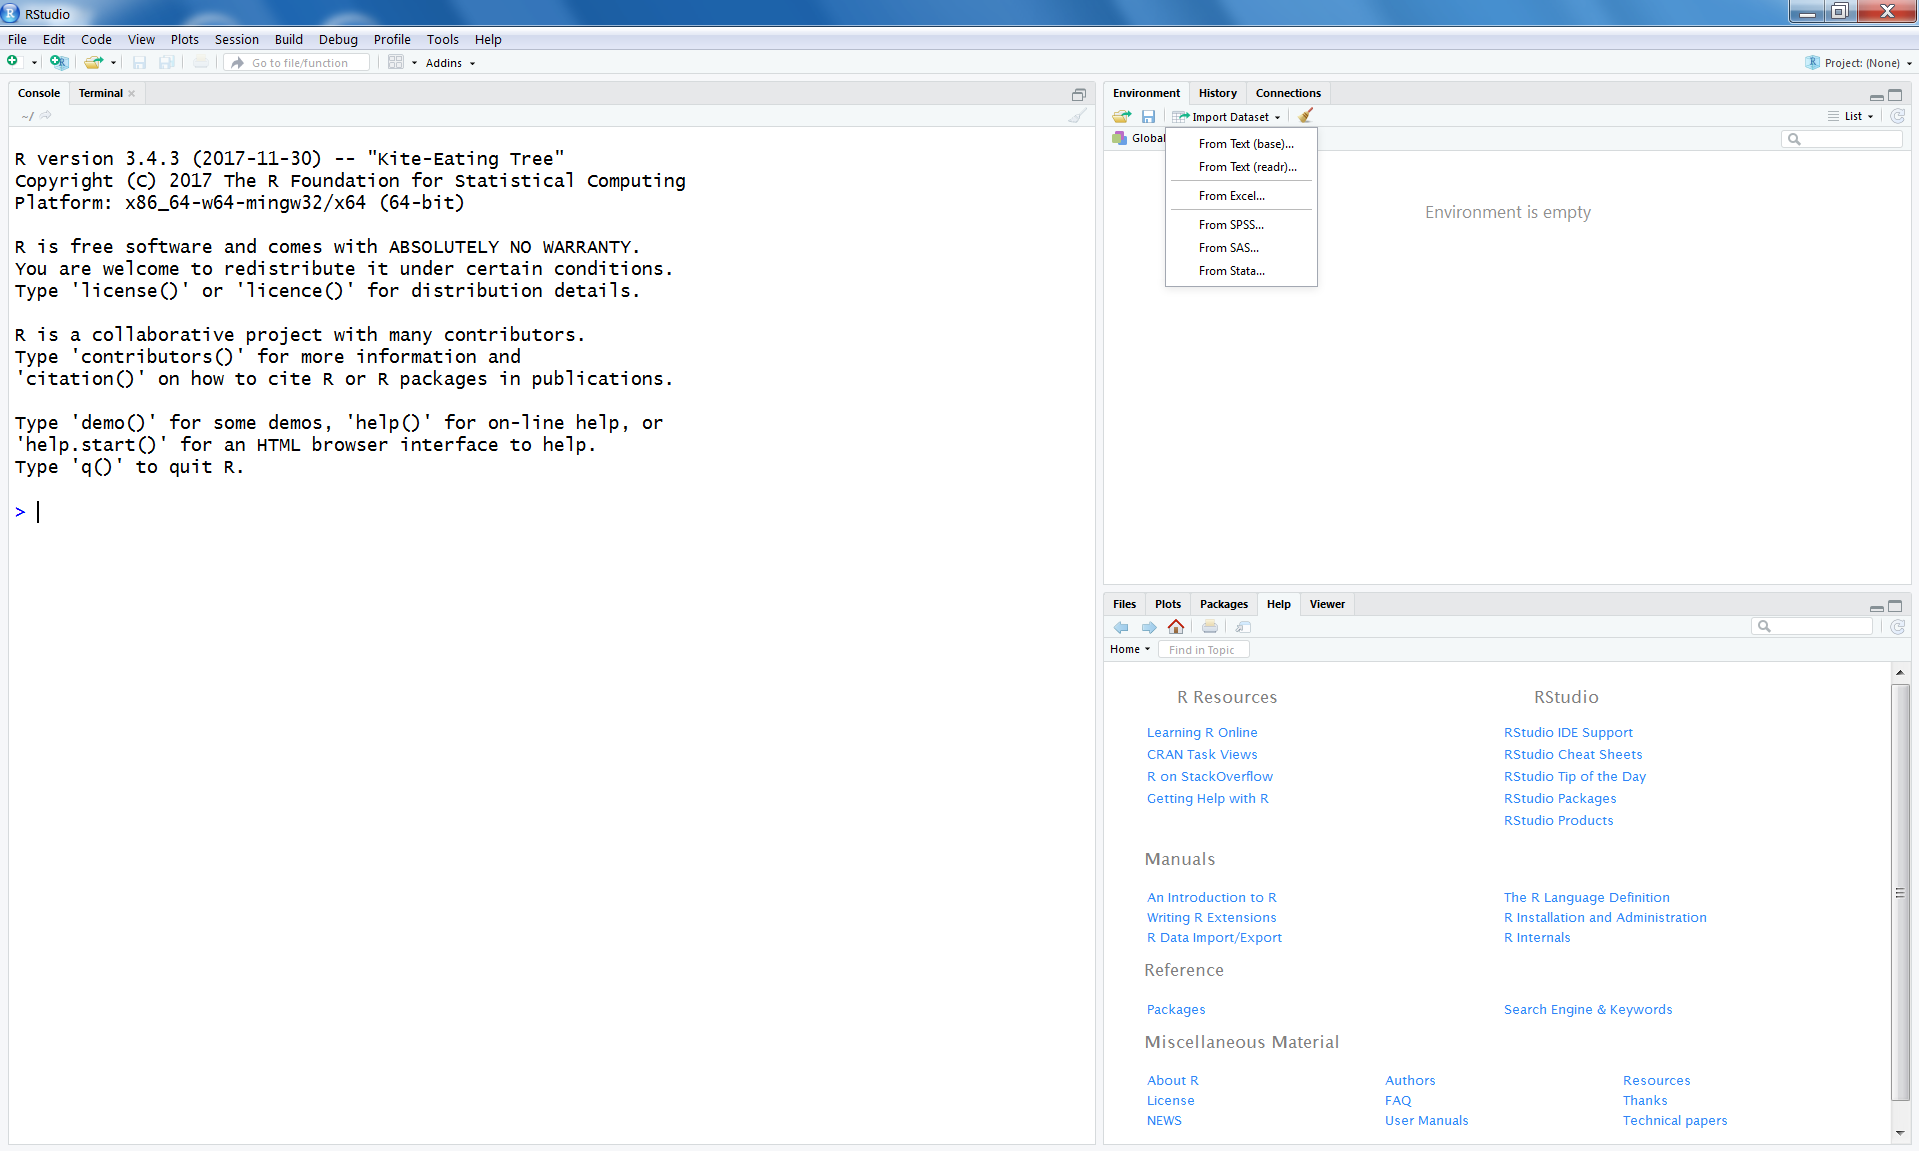 RStudio
File Edit Code View Plots Session Build Debug Profile Tools Help
Go to file/function Addins Project: (None)
Console Terminal
~/
R version 3.4.3 (2017-11-30) -- "Kite-Eating Tree"
Copyright (C) 2017 The R Foundation for Statistical Computing
Platform: x86_64-w64-mingw32/x64 (64-bit)
R is free software and comes with ABSOLUTELY NO WARRANTY.
You are welcome to redistribute it under certain conditions.
Type 'license()' or 'licence()' for distribution details.
R is a collaborative project with many contributors.
Type 'contributors()' for more information and
'citation()' on how to cite R or R packages in publications.
Type 'demo()' for some demos, 'help()' for on-line help, or
'help.start()' for an HTML browser interface to help.
Type 'q()' to quit R.
>
Environment History Connections
Import Dataset List
Global
From Text (base)...
From Text (readr)...
From Excel...
From SPSS...
From SAS...
From Stata...
Environment is empty
Files Plots Packages Help Viewer
Home Find in Topic
R Resources RStudio
Learning R Online RStudio IDE Support
CRAN Task Views RStudio Cheat Sheets
R on StackOverflow RStudio Tip of the Day
Getting Help with R RStudio Packages
RStudio Products
Manuals
An Introduction to R The R Language Definition
Writing R Extensions R Installation and Administration
R Data Import/Export R Internals
Reference
Packages Search Engine & Keywords
Miscellaneous Material
About R Authors Resources
License FAQ Thanks
NEWS User Manuals Technical papers